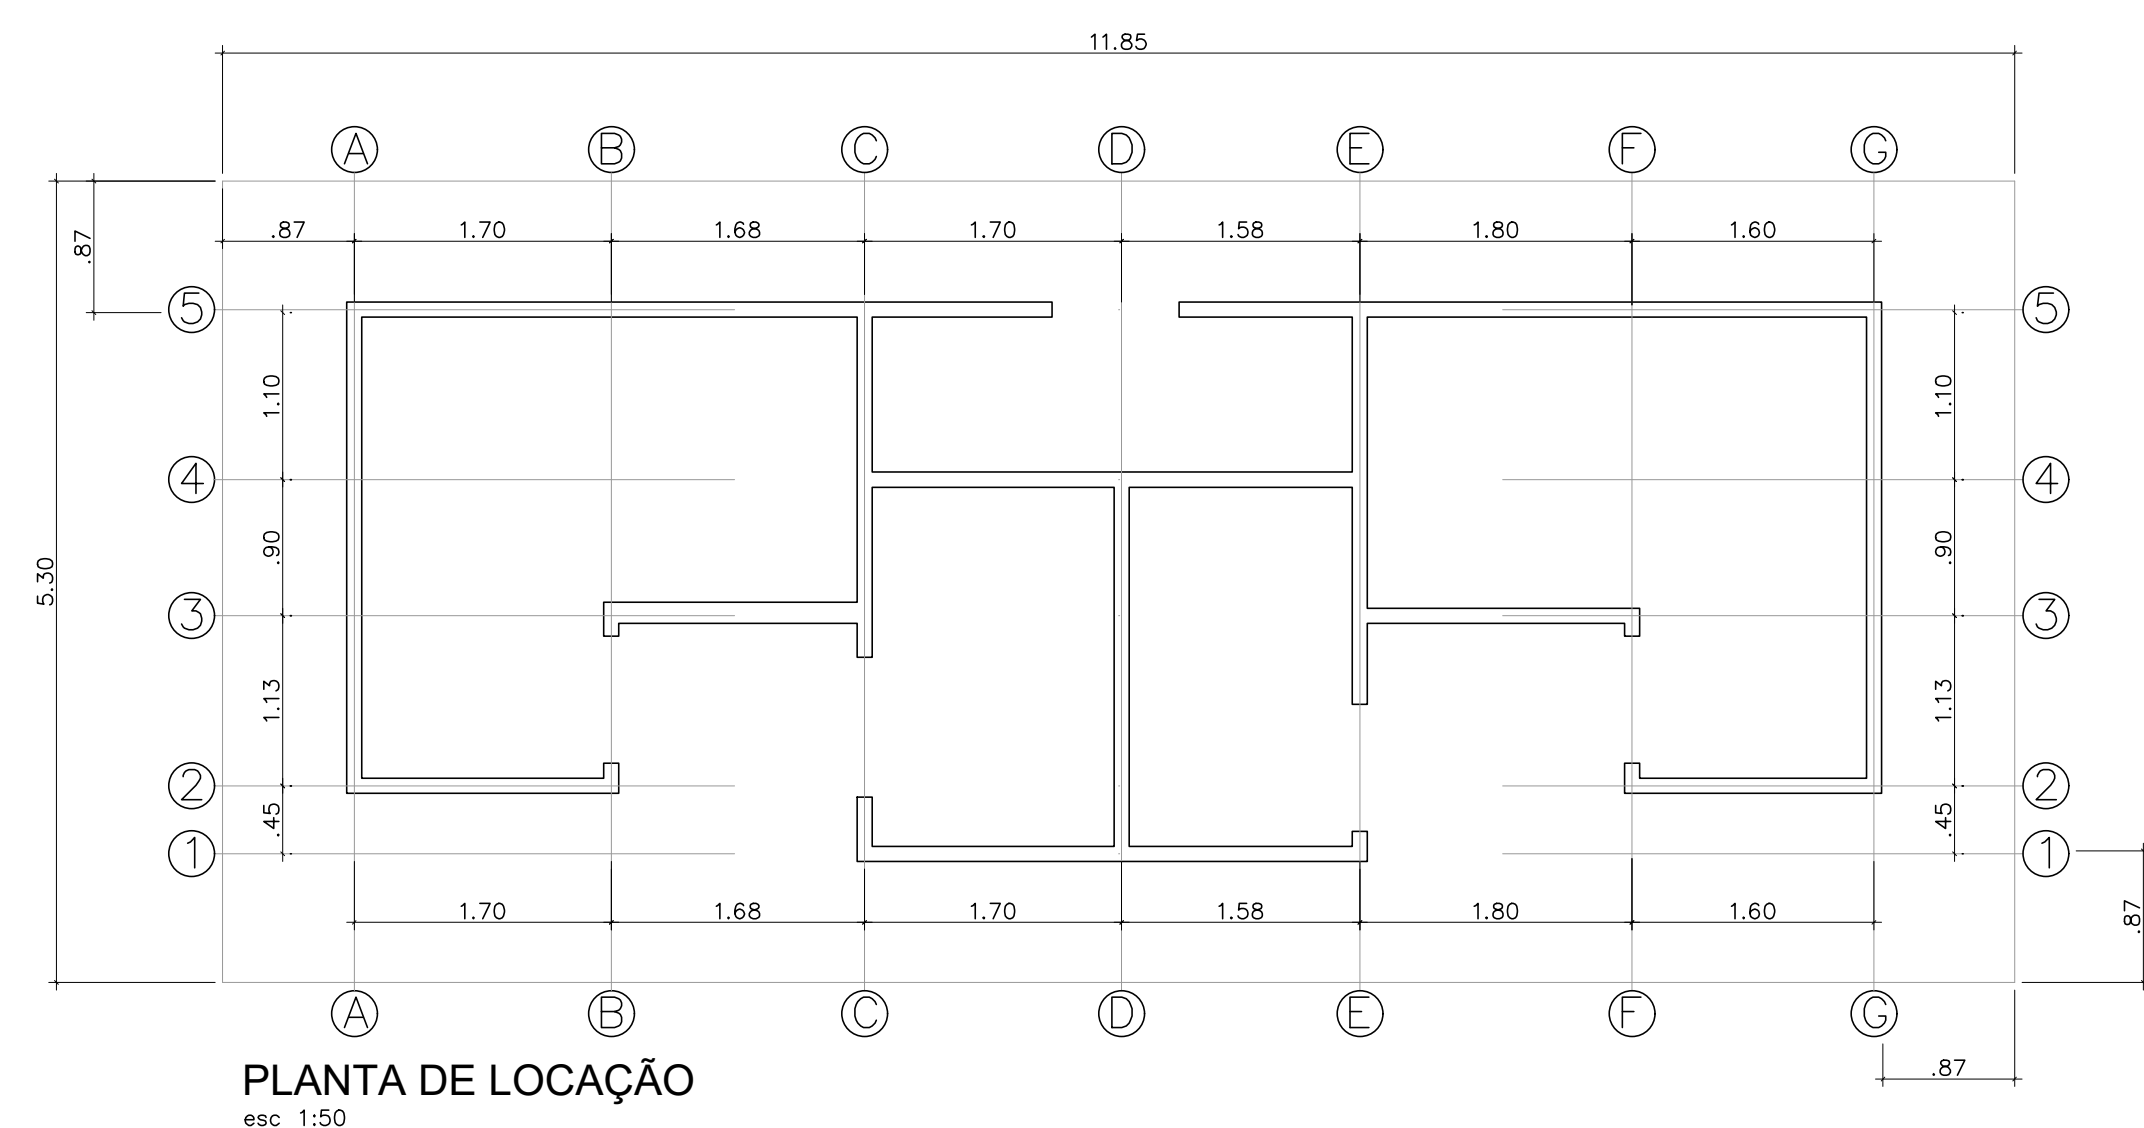 11.85
A B C D E F G
.87 1.70 1.68 1.70 1.58 1.80 1.60
.87
5 5
1.10 1.10
4 4
.90 .90
5.30
3 3
1.13 1.13
2 2
.45 .45
1 1
1.70 1.68 1.70 1.58 1.80 1.60
.87
A B C D E F G
.87
PLANTA DE LOCAÇÃO
esc 1:50